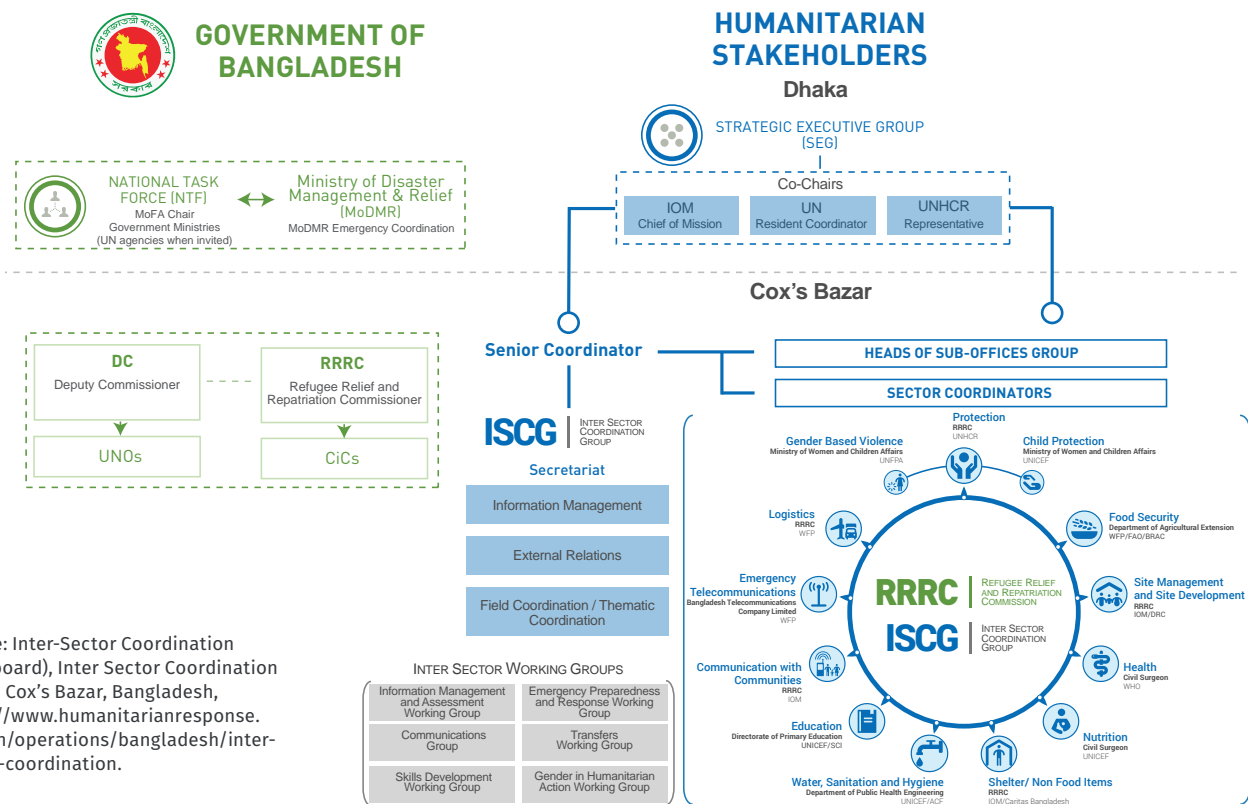 গণপ্রজাতন্ত্রী বাংলাদেশ
সরকার
GOVERNMENT OF
BANGLADESH
HUMANITARIAN
STAKEHOLDERS
Dhaka
STRATEGIC EXECUTIVE GROUP
(SEG)
NATIONAL TASK
FORCE (NTF)
MoFA Chair
Government Ministries
(UN agencies when invited)
Ministry of Disaster
Management & Relief
(MoDMR)
MoDMR Emergency Coordination
Co-Chairs
IOM
Chief of Mission
UN
Resident Coordinator
UNHCR
Representative
Cox's Bazar
DC
Deputy Commissioner
RRRC
Refugee Relief and
Repatriation Commissioner
UNOs
CiCs
Senior Coordinator
HEADS OF SUB-OFFICES GROUP
SECTOR COORDINATORS
ISCG
INTER SECTOR
COORDINATION
GROUP
Secretariat
Information Management
External Relations
Field Coordination / Thematic
Coordination
INTER SECTOR WORKING GROUPS
Information Management
and Assessment
Working Group
Emergency Preparedness
and Response Working
Group
Communications
Group
Transfers
Working Group
Skills Development
Working Group
Gender in Humanitarian
Action Working Group
Protection
RRRC
UNHCR
Gender Based Violence
Ministry of Women and Children Affairs
UNFPA
Child Protection
Ministry of Women and Children Affairs
UNICEF
Logistics
RRRC
WFP
Food Security
Department of Agricultural Extension
WFP/FAO/BRAC
Emergency
Telecommunications
Bangladesh Telecommunications
Company Limited
WFP
Site Management
and Site Development
RRRC
IOM/DRC
RRRC
REFUGEE RELIEF
AND REPATRIATION
COMMISSION
ISCG
INTER SECTOR
COORDINATION
GROUP
Communication with
Communities
RRRC
IOM
Health
Civil Surgeon
WHO
Education
Directorate of Primary Education
UNICEF/SCI
Nutrition
Civil Surgeon
UNICEF
Water, Sanitation and Hygiene
Department of Public Health Engineering
UNICEF/ACF
Shelter/ Non Food Items
RRRC
IOM/Caritas Bangladesh
e: Inter-Sector Coordination
board), Inter Sector Coordination
Cox's Bazar, Bangladesh,
//www.humanitarianresponse.
n/operations/bangladesh/inter-
-coordination.